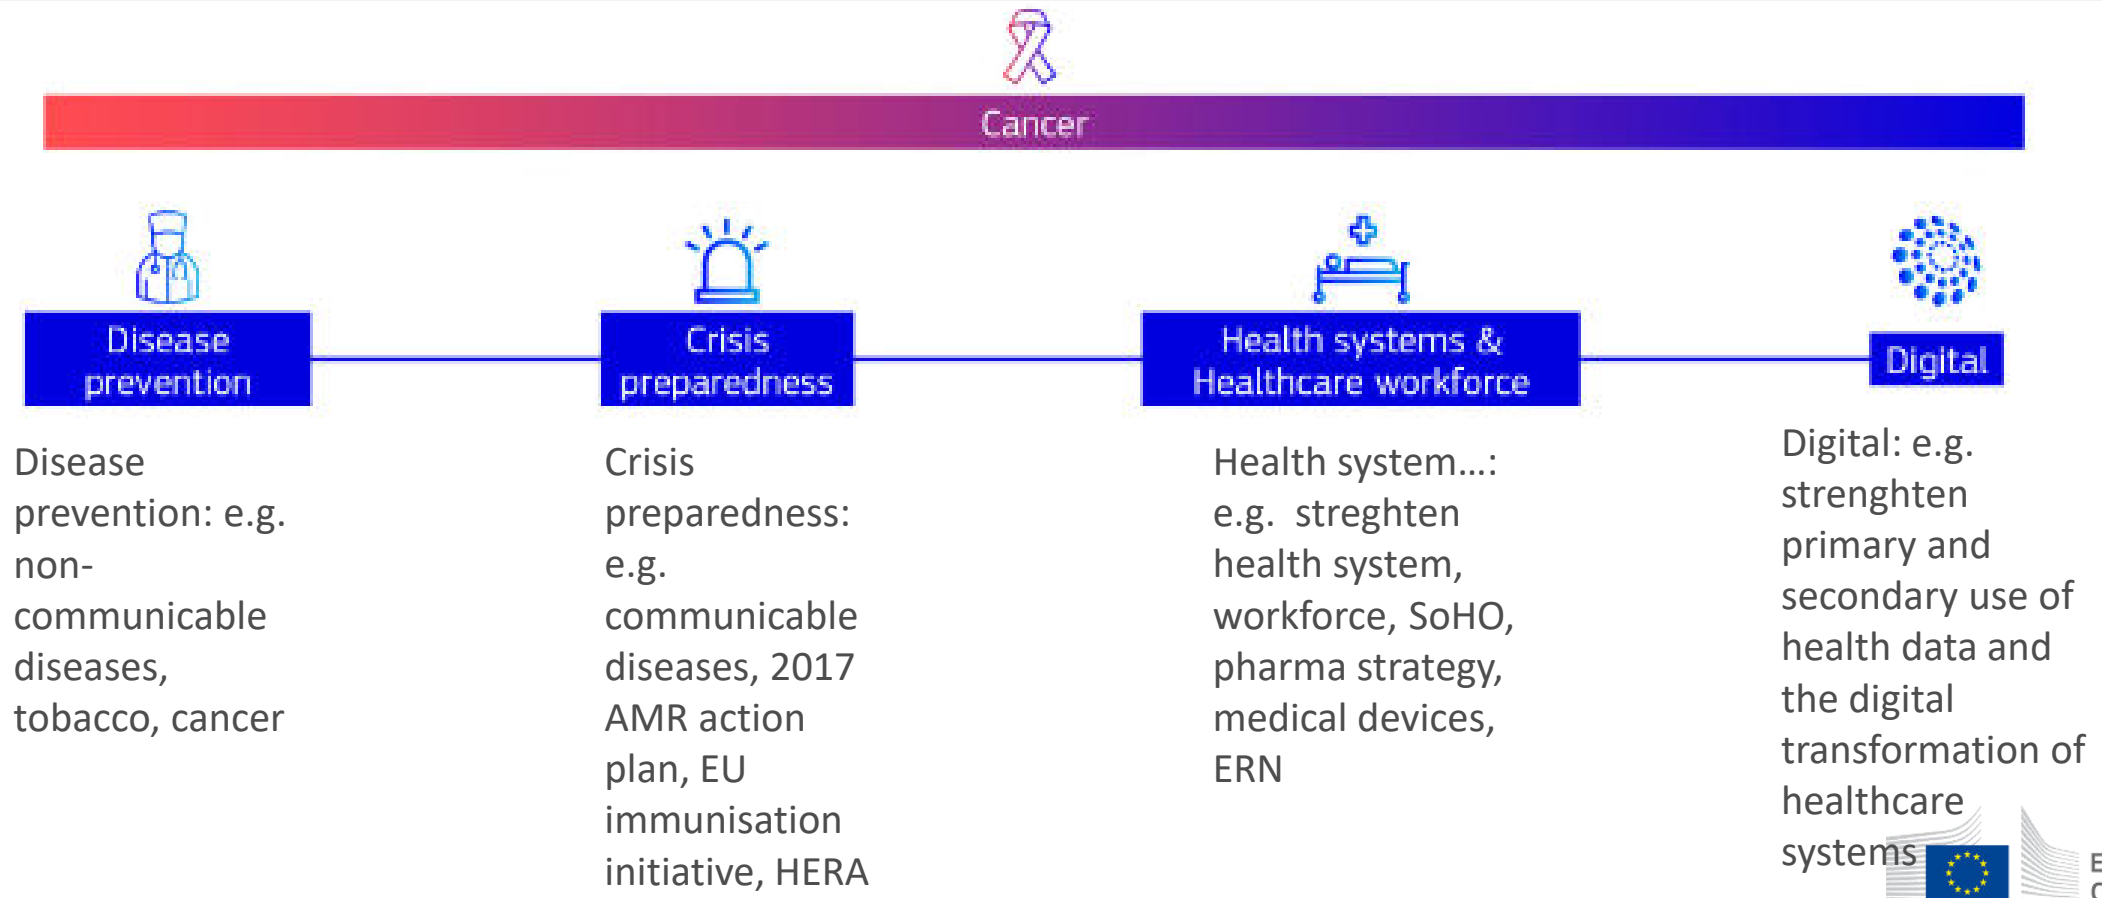 Cancer
Disease
prevention
Crisis
preparedness
Health systems &
Healthcare workforce
Digital
Disease
prevention: e.g.
non-
communicable
diseases,
tobacco, cancer
Crisis
preparedness:
e.g.
communicable
diseases, 2017
AMR action
plan, EU
immunisation
initiative, HERA
Health system...:
e.g.  streghten
health system,
workforce, SoHO,
pharma strategy,
medical devices,
ERN
Digital: e.g.
strenghten
primary and
secondary use of
health data and
the digital
transformation of
healthcare
systems